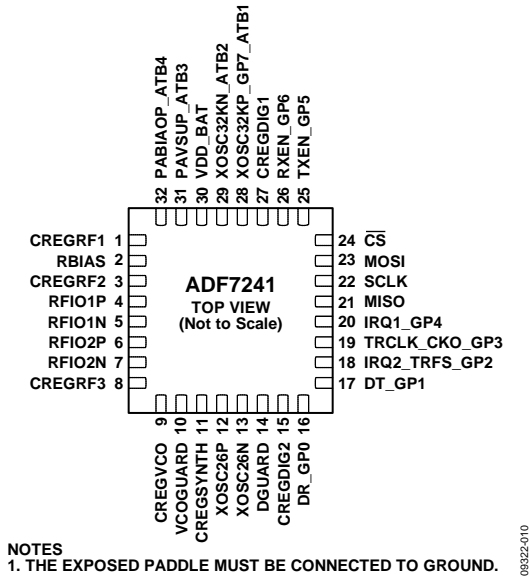 32 PABIAOP_ATB4
31 PAVSUP_ATB3
30 VDD_BAT
29 XOSC32KN_ATB2
28 XOSC32KP_GP7_ATB1
27 CREGDIG1
26 RXEN_GP6
25 TXEN_GP5
CREGRF1 1
RBIAS 2
CREGRF2 3
RFIO1P 4
RFIO1N 5
RFIO2P 6
RFIO2N 7
CREGRF3 8
ADF7241
TOP VIEW
(Not to Scale)
24 CS
23 MOSI
22 SCLK
21 MISO
20 IRQ1_GP4
19 TRCLK_CKO_GP3
18 IRQ2_TRFS_GP2
17 DT_GP1
CREGVCO 9
VCOGUARD 10
CREGSYNTH 11
XOSC26P 12
XOSC26N 13
DGUARD 14
CREGDIG2 15
DR_GP0 16
NOTES
1. THE EXPOSED PADDLE MUST BE CONNECTED TO GROUND.
09322-010